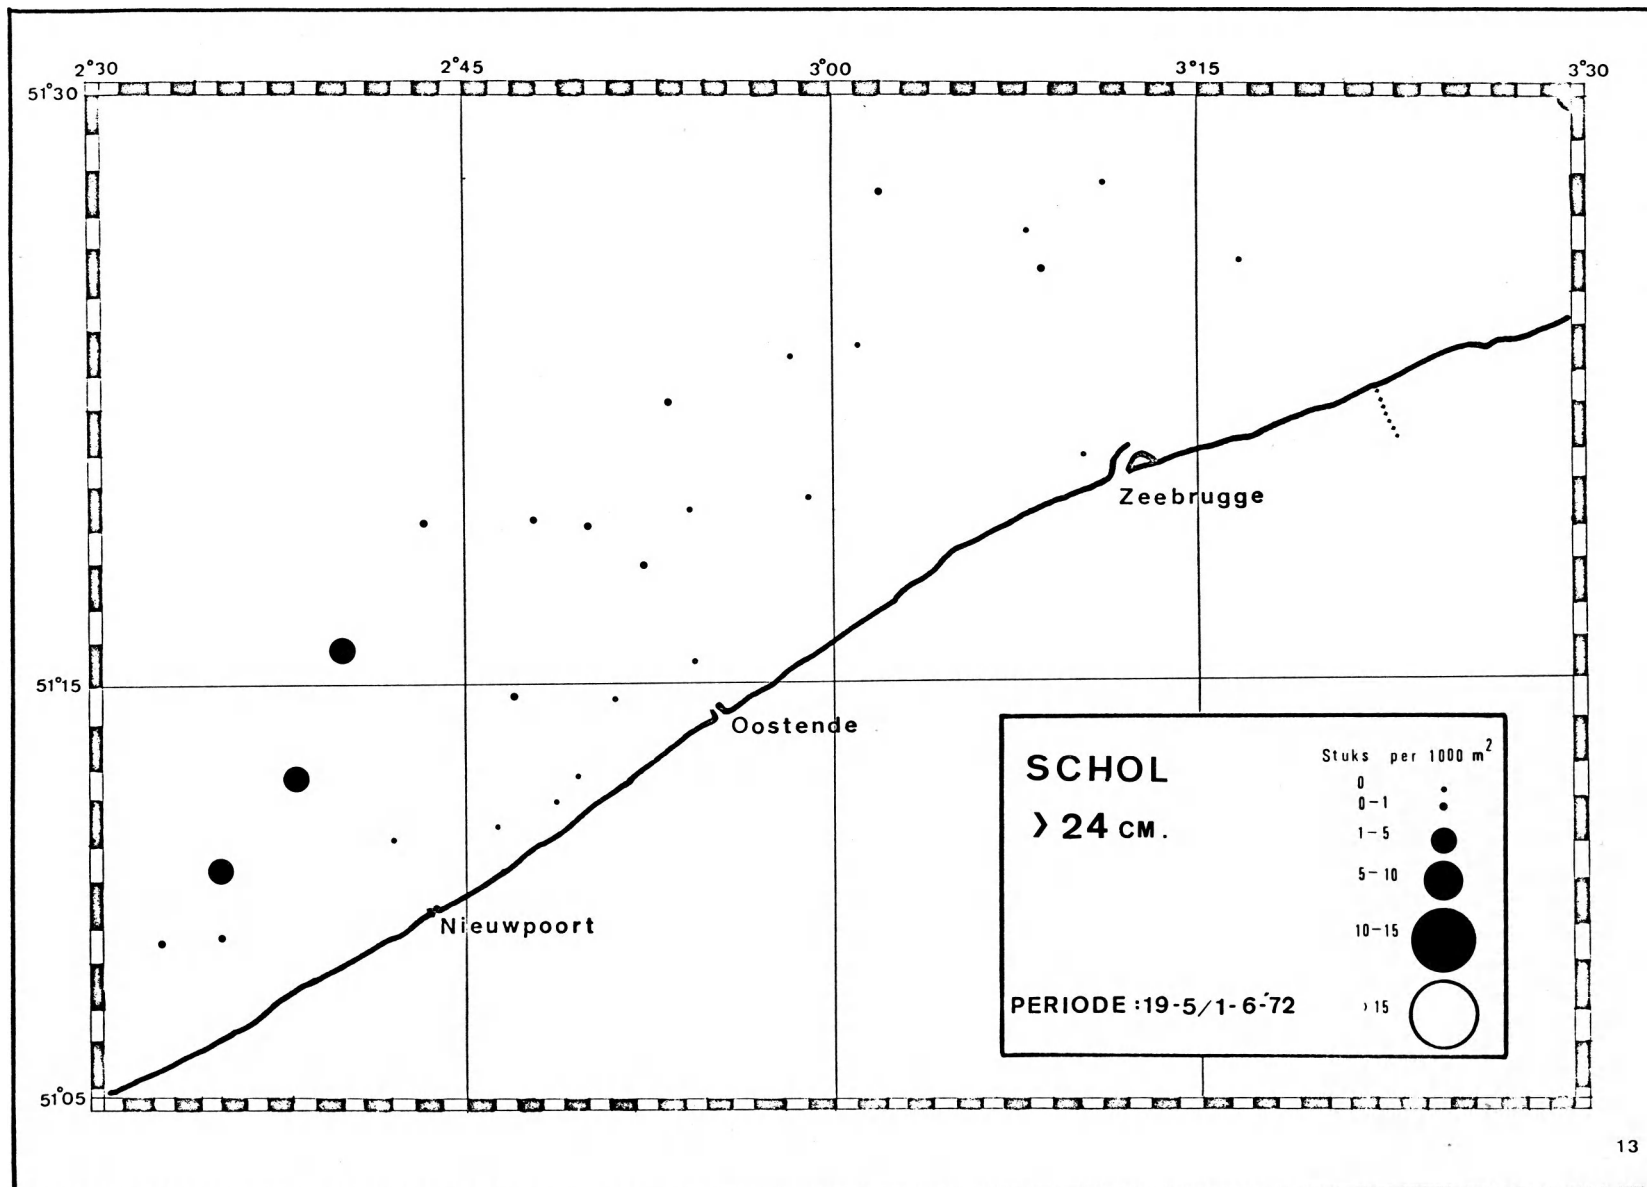 2°30
2°45
3°00
3°15
3°30
51°30
51°15
51°05
Zeebrugge
Oostende
Nieuwpoort
SCHOL
> 24 CM.
Stuks per 1000 m²
0
0-1
1-5
5-10
10-15
>15
PERIODE :19-5/1-6-'72
13